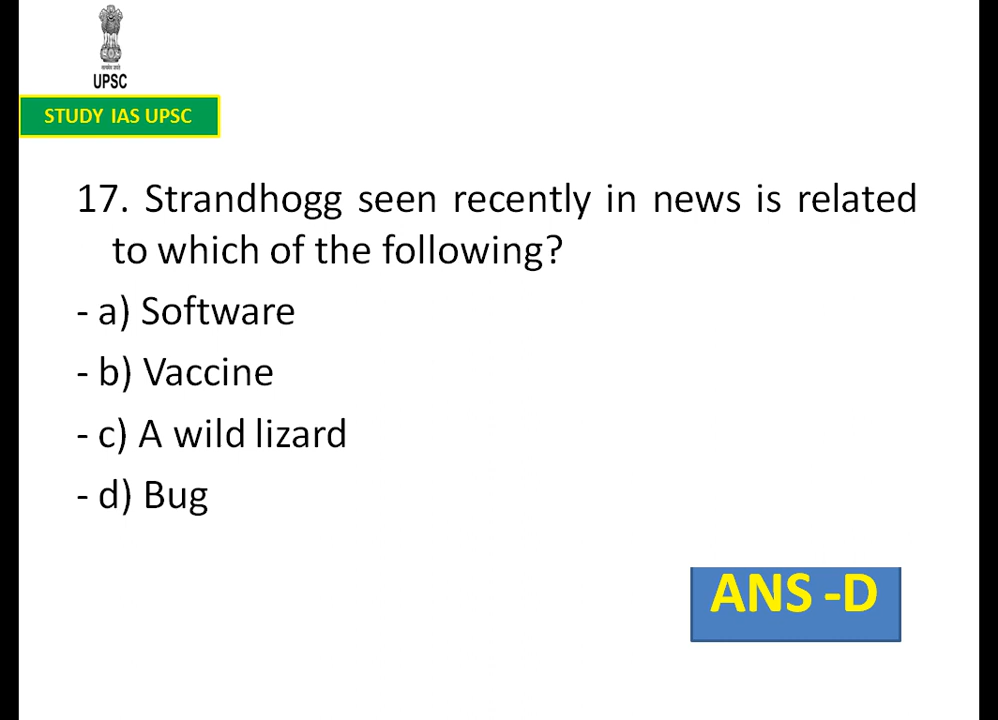 UPSC
STUDY IAS UPSC
17. Strandhogg seen recently in news is related
to which of the following?
- a) Software
- b) Vaccine
- c) A wild lizard
- d) Bug
ANS -D